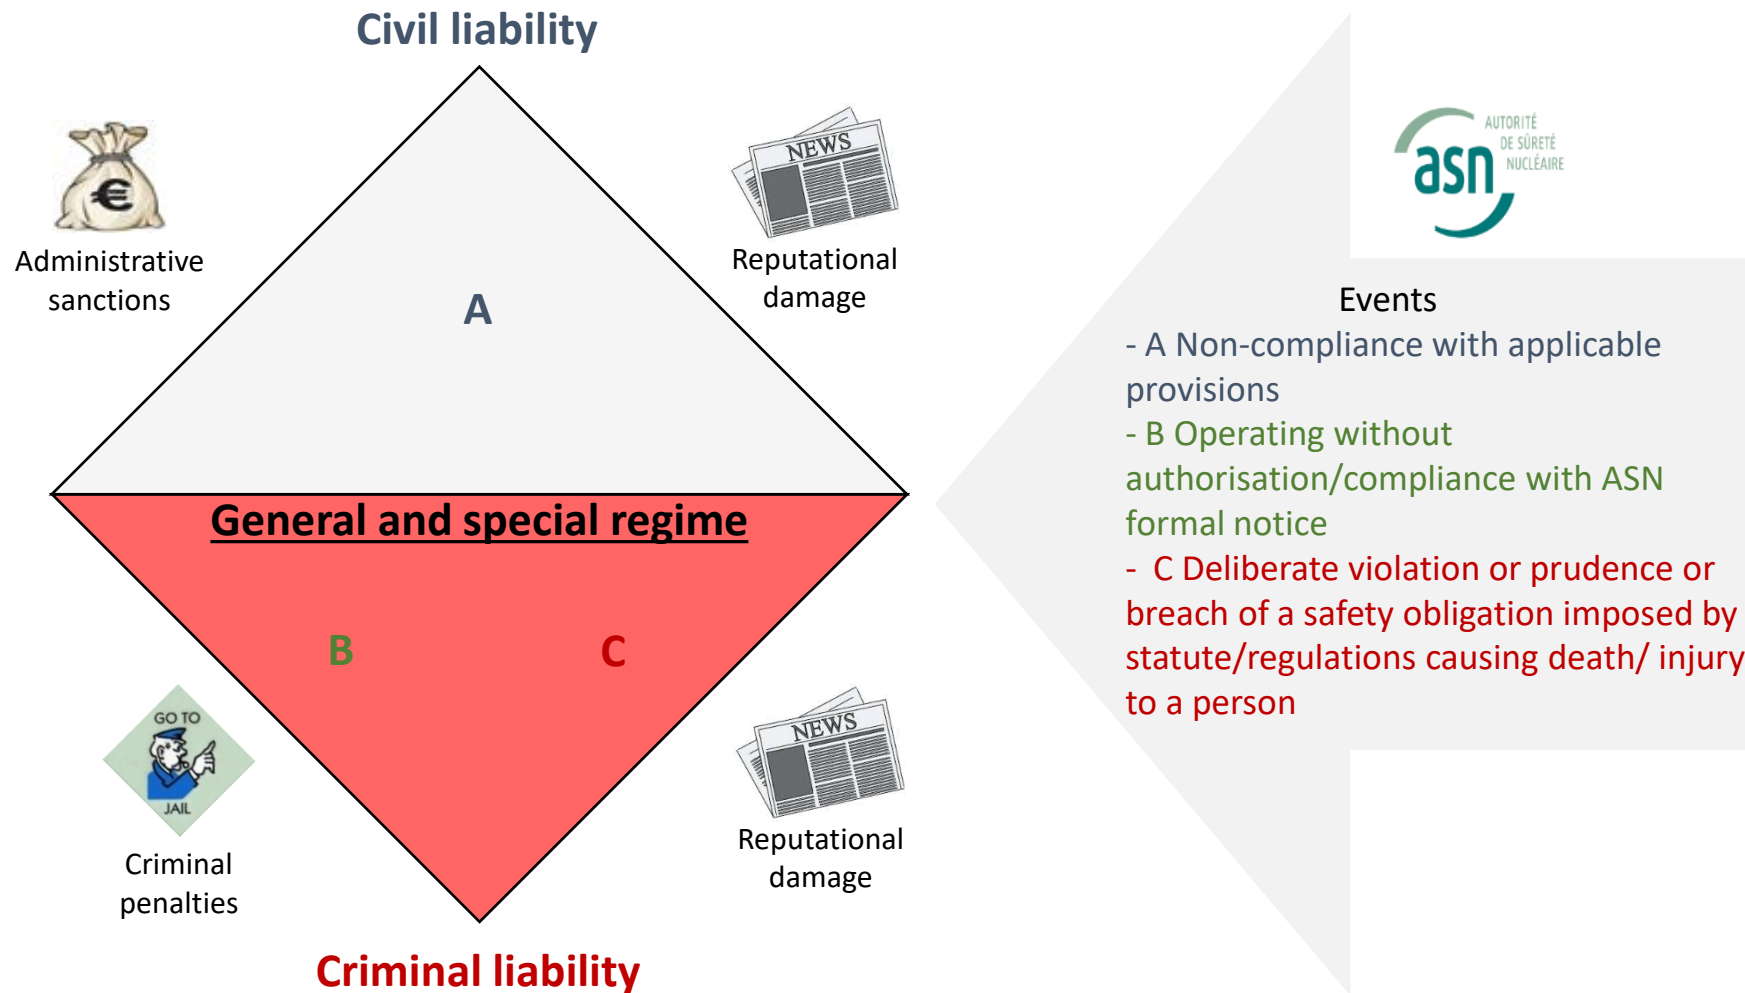 Civil liability
Administrative
sanctions
NEWS
Reputational
damage
A
General and special regime
B
C
GO TO
JAIL
Criminal
penalties
NEWS
Reputational
damage
Criminal liability
asn
AUTORITÉ
DE SÛRETÉ
NUCLÉAIRE
Events
- A Non-compliance with applicable
provisions
- B Operating without
authorisation/compliance with ASN
formal notice
- C Deliberate violation or prudence or
breach of a safety obligation imposed by
statute/regulations causing death/ injury
to a person